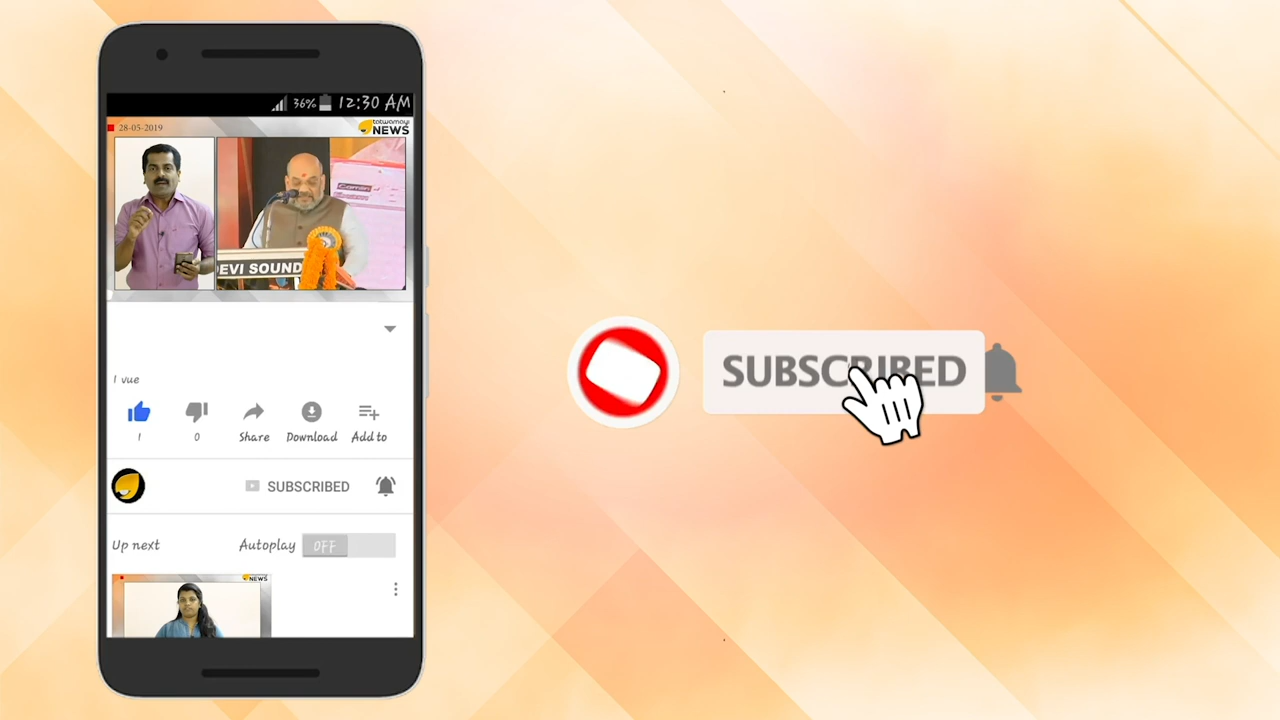 36% 12:30 AM
28-05-2019
tatwamayi
NEWS
DEVI SOUND
1 vue
1 0 Share Download Add to
SUBSCRIBED
Up next Autoplay OFF
NEWS
SUBSCRIBED